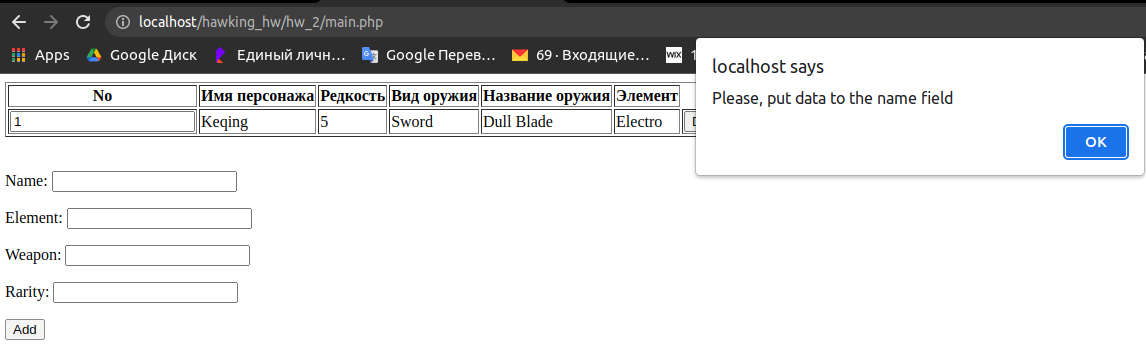 localhost/hawking_hw/hw_2/main.php
Apps Google Диск Единый личн… Google Перев… 69 · Входящие… WIX 1
localhost says
Please, put data to the name field
OK
No Имя персонажа Редкость Вид оружия Название оружия Элемент
1 Keqing 5 Sword Dull Blade Electro
Name:
Element:
Weapon:
Rarity:
Add